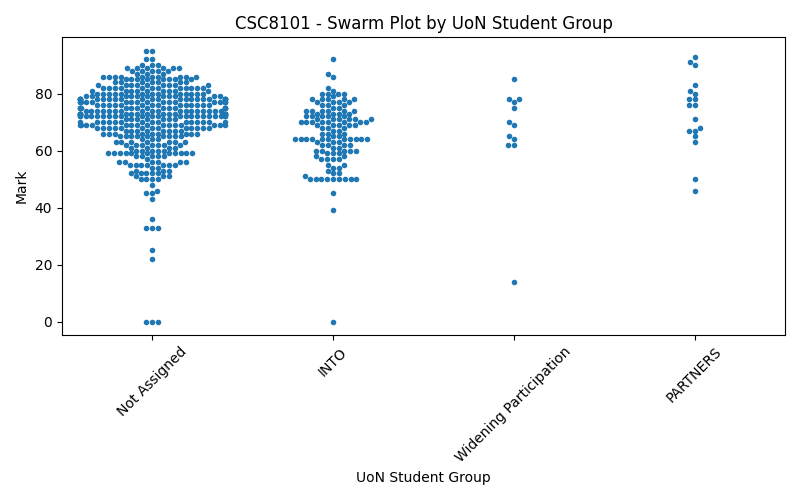 CSC8101 - Swarm Plot by UoN Student Group
Mark
80
60
40
20
0
Not Assigned
INTO
Widening Participation
PARTNERS
UoN Student Group